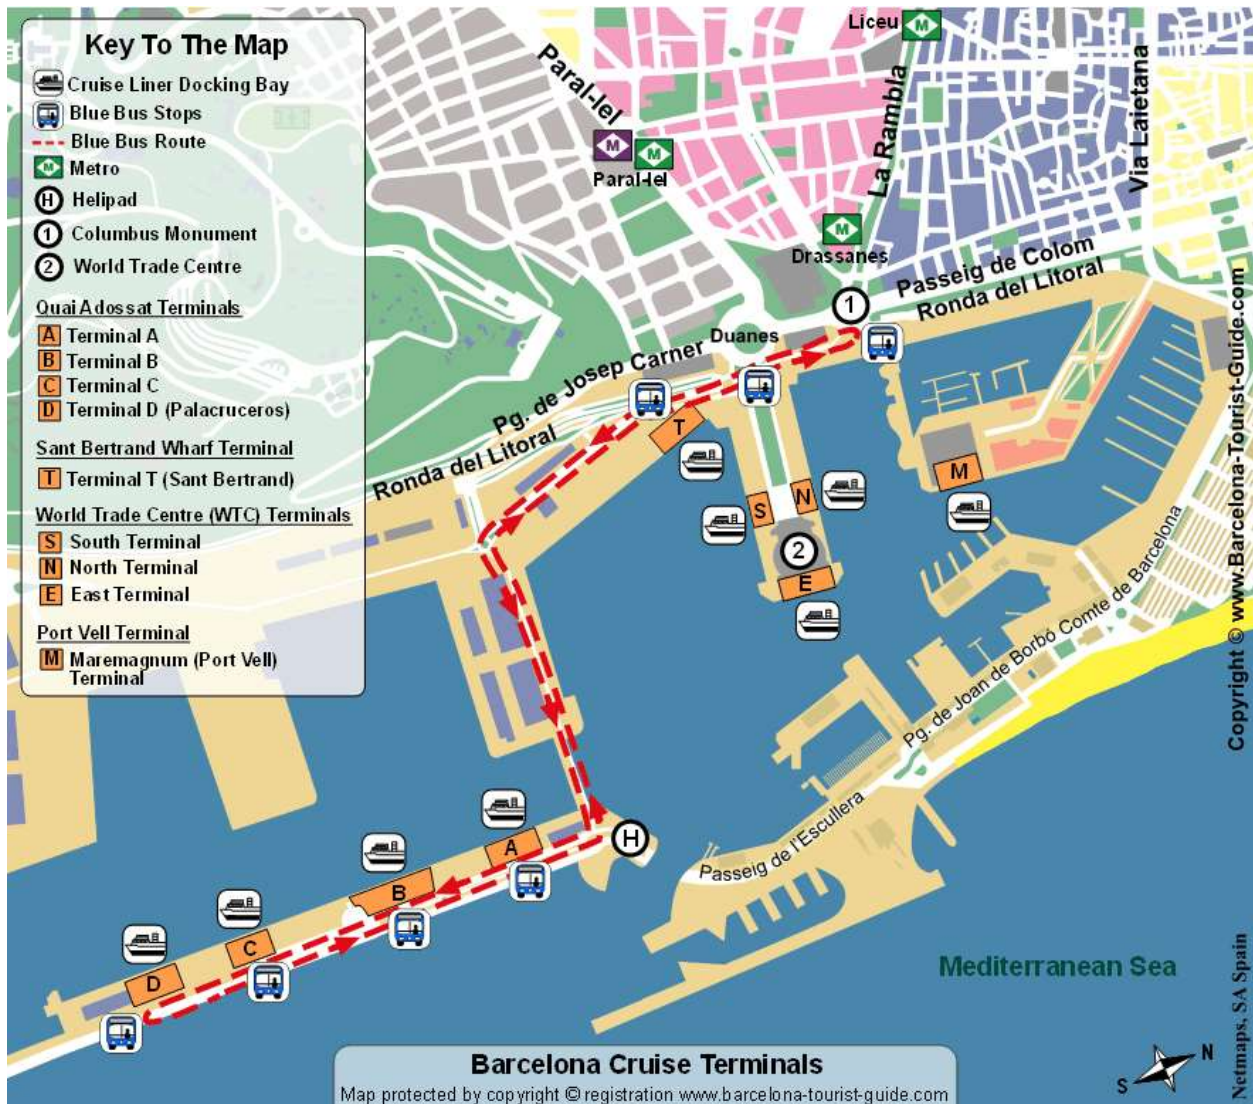 Key To The Map
Cruise Liner Docking Bay
Blue Bus Stops
Blue Bus Route
M Metro
H Helipad
1 Columbus Monument
2 World Trade Centre
Quai Adossat Terminals
A Terminal A
B Terminal B
C Terminal C
D Terminal D (Palacruceros)
Sant Bertrand Wharf Terminal
T Terminal T (Sant Bertrand)
World Trade Centre (WTC) Terminals
S South Terminal
N North Terminal
E East Terminal
Port Vell Terminal
M Maremagnum (Port Vell)
Terminal
Liceu M
Paral-lel
La Rambla
Via Laietana
M M
Paral-lel
M
Drassanes
Passeig de Colom
Ronda del Litoral
1
Duanes
Pg. de Josep Carner
Ronda del Litoral
T
M
S
N
2
E
Pg. de Joan de Borbó Comte de Barcelona
Passeig de l'Escullera
H
A
B
C
D
Mediterranean Sea
Copyright © www.Barcelona-Tourist-Guide.com
Netmaps, SA Spain
N
S
Barcelona Cruise Terminals
Map protected by copyright © registration www.barcelona-tourist-guide.com